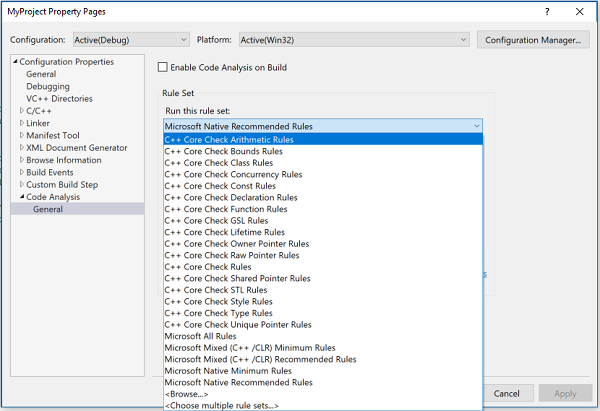 MyProject Property Pages
Configuration: Active(Debug) Platform: Active(Win32) Configuration Manager...
Configuration Properties
General
Debugging
VC++ Directories
C/C++
Linker
Manifest Tool
XML Document Generator
Browse Information
Build Events
Custom Build Step
Code Analysis
General
Enable Code Analysis on Build
Rule Set
Run this rule set:
Microsoft Native Recommended Rules
C++ Core Check Arithmetic Rules
C++ Core Check Bounds Rules
C++ Core Check Class Rules
C++ Core Check Concurrency Rules
C++ Core Check Const Rules
C++ Core Check Declaration Rules
C++ Core Check Function Rules
C++ Core Check GSL Rules
C++ Core Check Lifetime Rules
C++ Core Check Owner Pointer Rules
C++ Core Check Raw Pointer Rules
C++ Core Check Rules
C++ Core Check Shared Pointer Rules
C++ Core Check STL Rules
C++ Core Check Style Rules
C++ Core Check Type Rules
C++ Core Check Unique Pointer Rules
Microsoft All Rules
Microsoft Mixed (C++ /CLR) Minimum Rules
Microsoft Mixed (C++ /CLR) Recommended Rules
Microsoft Native Minimum Rules
Microsoft Native Recommended Rules
<Browse...>
<Choose multiple rule sets...>
Cancel Apply